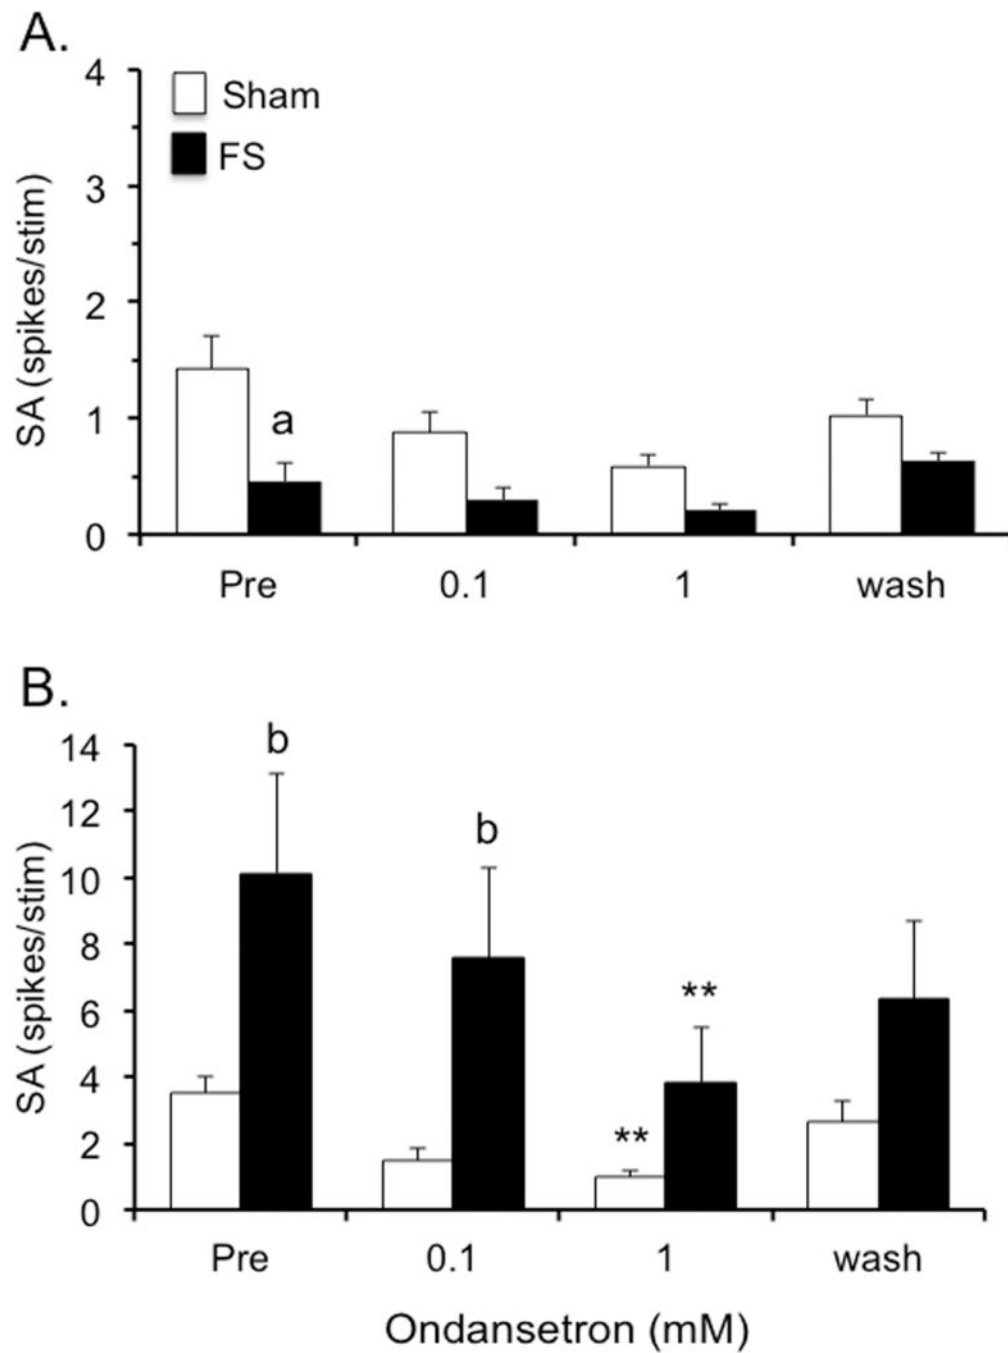 A.
4
Sham
FS
3
2
1
0
SA (spikes/stim)
a
Pre 0.1 1 wash
B.
14
12
10
8
6
4
2
0
SA (spikes/stim)
b
b
**
**
Pre 0.1 1 wash
Ondansetron (mM)